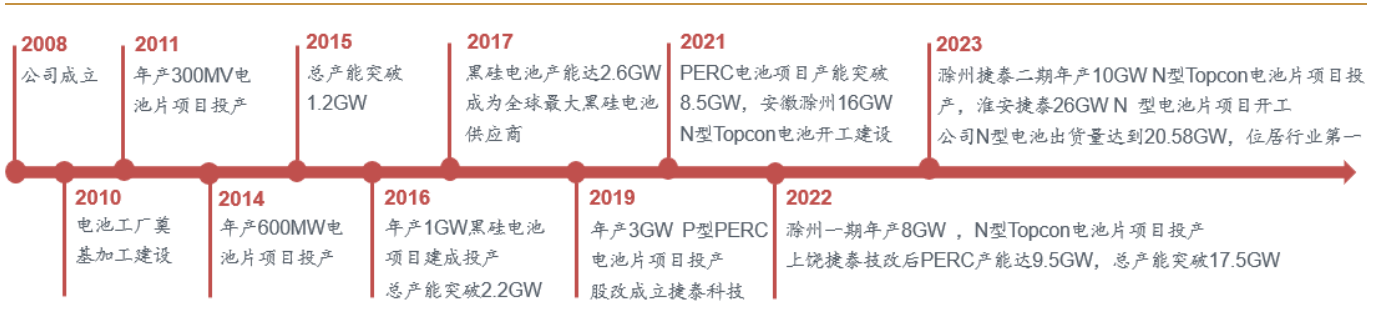 2008
公司成立
2011
年产300MV电
池片项目投产
2015
总产能突破
1.2GW
2017
黑硅电池产能达2.6GW
成为全球最大黑硅电池
供应商
2021
PERC电池项目产能突破
8.5GW，安徽滁州16GW
N型Topcon电池开工建设
2023
滁州捷泰二期年产10GW N型Topcon电池片项目投
产，淮安捷泰26GW N 型电池片项目开工
公司N型电池出货量达到20.58GW，位居行业第一
2010
电池工厂奠
基加工建设
2014
年产600MW电
池片项目投产
2016
年产1GW黑硅电池
项目建成投产
总产能突破2.2GW
2019
年产3GW P型PERC
电池片项目投产
股改成立捷泰科技
2022
滁州一期年产8GW ，N型Topcon电池片项目投产
上饶捷泰技改后PERC产能达9.5GW，总产能突破17.5GW